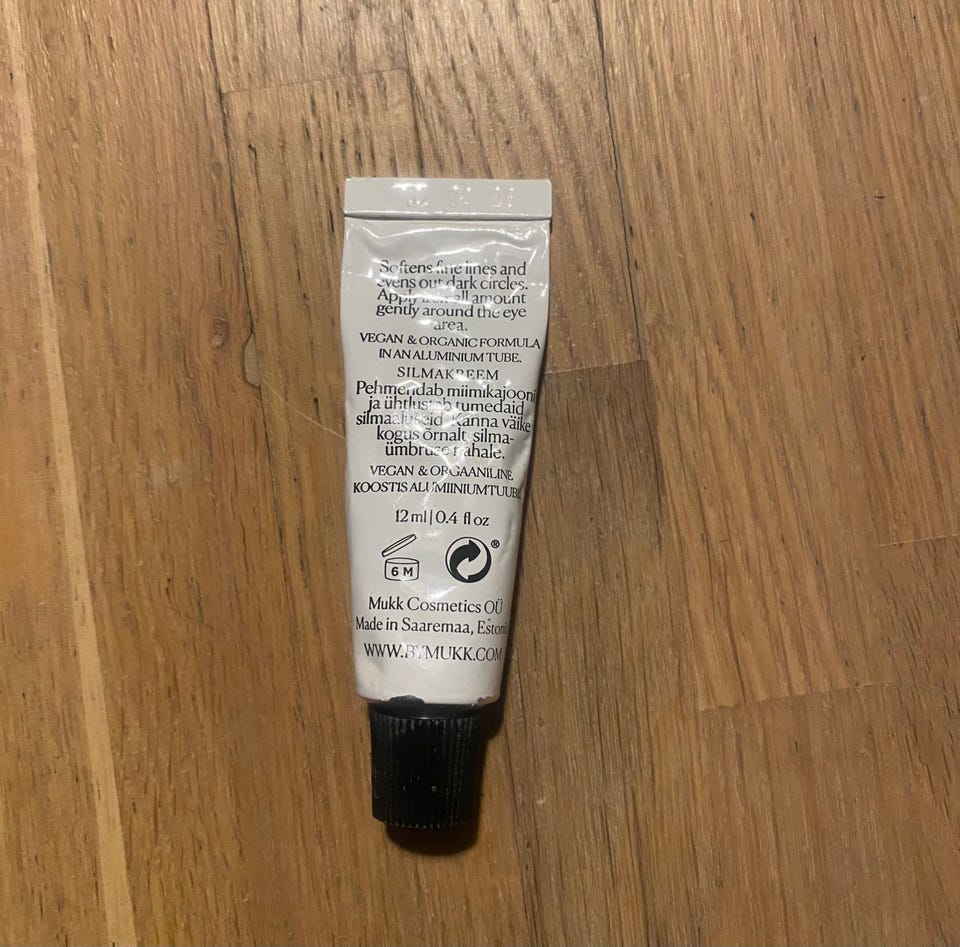 Softens fine lines and
evens out dark circles.
Apply a small amount
gently around the eye
area.
VEGAN & ORGANIC FORMULA
IN AN ALUMINIUM TUBE.
SILMAKREEM
Pehmendab miimikajooni
ja ühtlustab tumedaid
silmaaluseid. Kanna väike
kogus õrnalt silma-
ümbruse nahale.
VEGAN & ORGAANILINE
KOOSTIS ALUMIINIUMTUUBI
12 ml | 0.4 fl oz
6 M
®
Mukk Cosmetics OÜ
Made in Saaremaa, Estonia
WWW.BYMUKK.COM